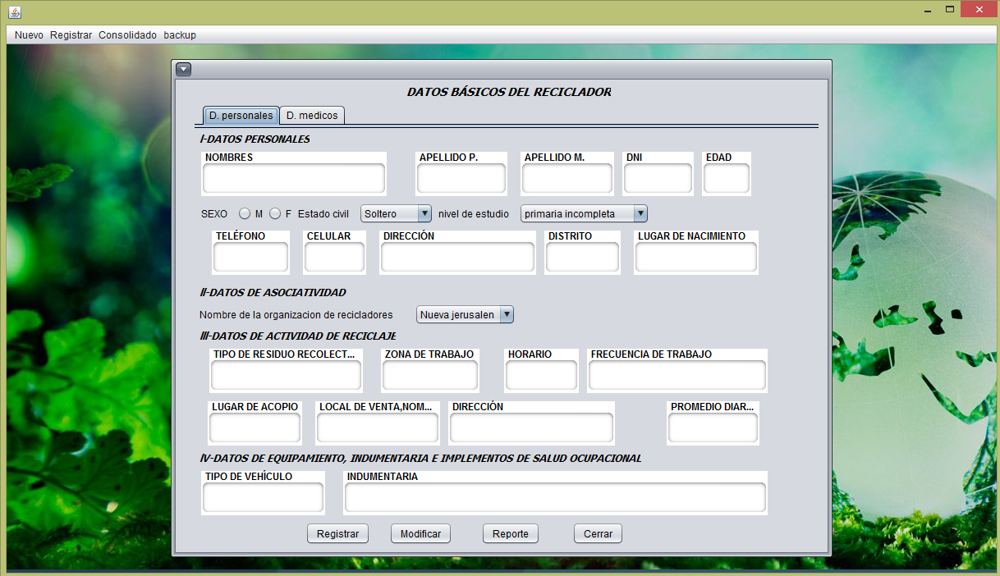 Nuevo Registrar Consolidado backup
DATOS BÁSICOS DEL RECICLADOR
D. personales D. medicos
I-DATOS PERSONALES
NOMBRES APELLIDO P. APELLIDO M. DNI EDAD
SEXO M F Estado civil Soltero nivel de estudio primaria incompleta
TELÉFONO CELULAR DIRECCIÓN DISTRITO LUGAR DE NACIMIENTO
II-DATOS DE ASOCIATIVIDAD
Nombre de la organizacion de recicladores Nueva jerusalen
III-DATOS DE ACTIVIDAD DE RECICLAJE
TIPO DE RESIDUO RECOLECT... ZONA DE TRABAJO HORARIO FRECUENCIA DE TRABAJO
LUGAR DE ACOPIO LOCAL DE VENTA,NOM... DIRECCIÓN PROMEDIO DIAR...
IV-DATOS DE EQUIPAMIENTO, INDUMENTARIA E IMPLEMENTOS DE SALUD OCUPACIONAL
TIPO DE VEHÍCULO INDUMENTARIA
Registrar Modificar Reporte Cerrar